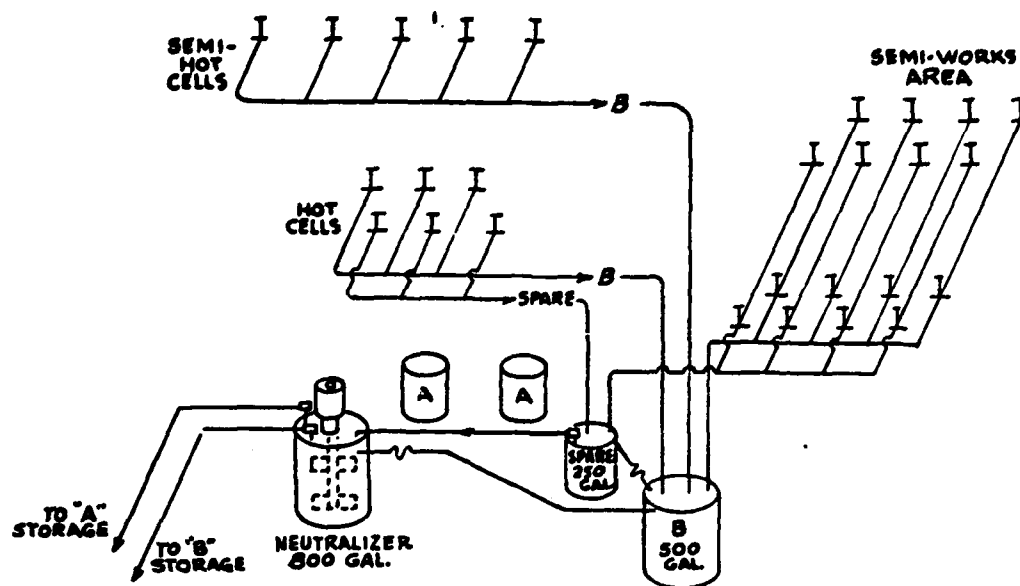 SEMI-
HOT
CELLS
B
SEMI-WORKS
AREA
HOT
CELLS
B
SPARE
A
A
SPARE
250
GAL.
B
500
GAL.
NEUTRALIZER
800 GAL.
TO "A"
STORAGE
TO "B"
STORAGE